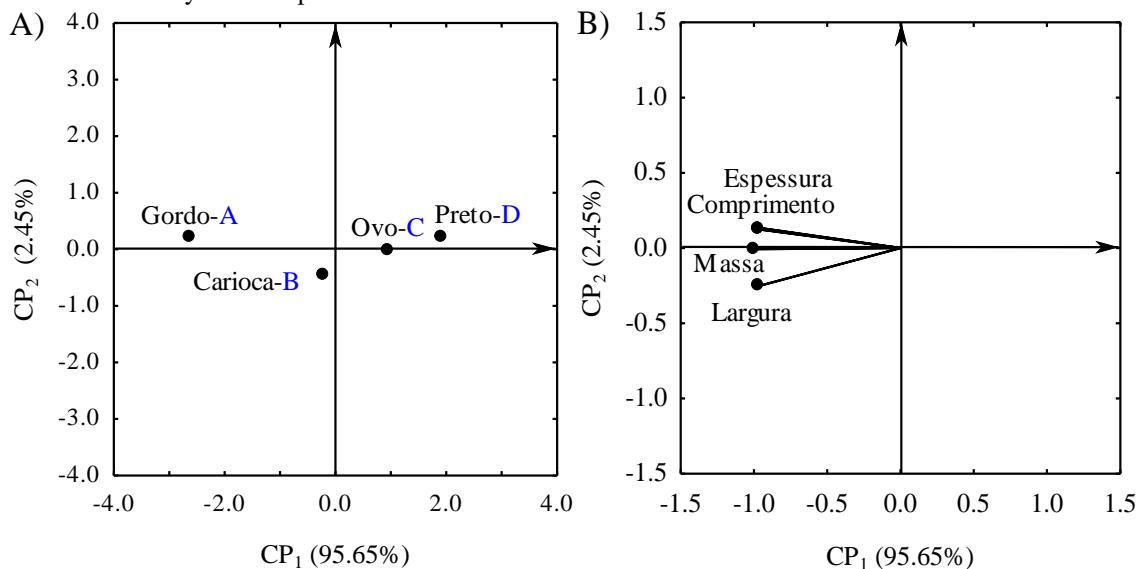 A)
4.0
3.0
2.0
1.0
0.0
-1.0
-2.0
-3.0
-4.0
CP2 (2.45%)
Gordo-A
Carioca-B
Ovo-C
Preto-D
-4.0 -2.0 0.0 2.0 4.0
CP1 (95.65%)
B)
1.5
1.0
0.5
0.0
-0.5
-1.0
-1.5
CP2 (2.45%)
Espessura
Comprimento
Massa
Largura
-1.5 -1.0 -0.5 0.0 0.5 1.0 1.5
CP1 (95.65%)